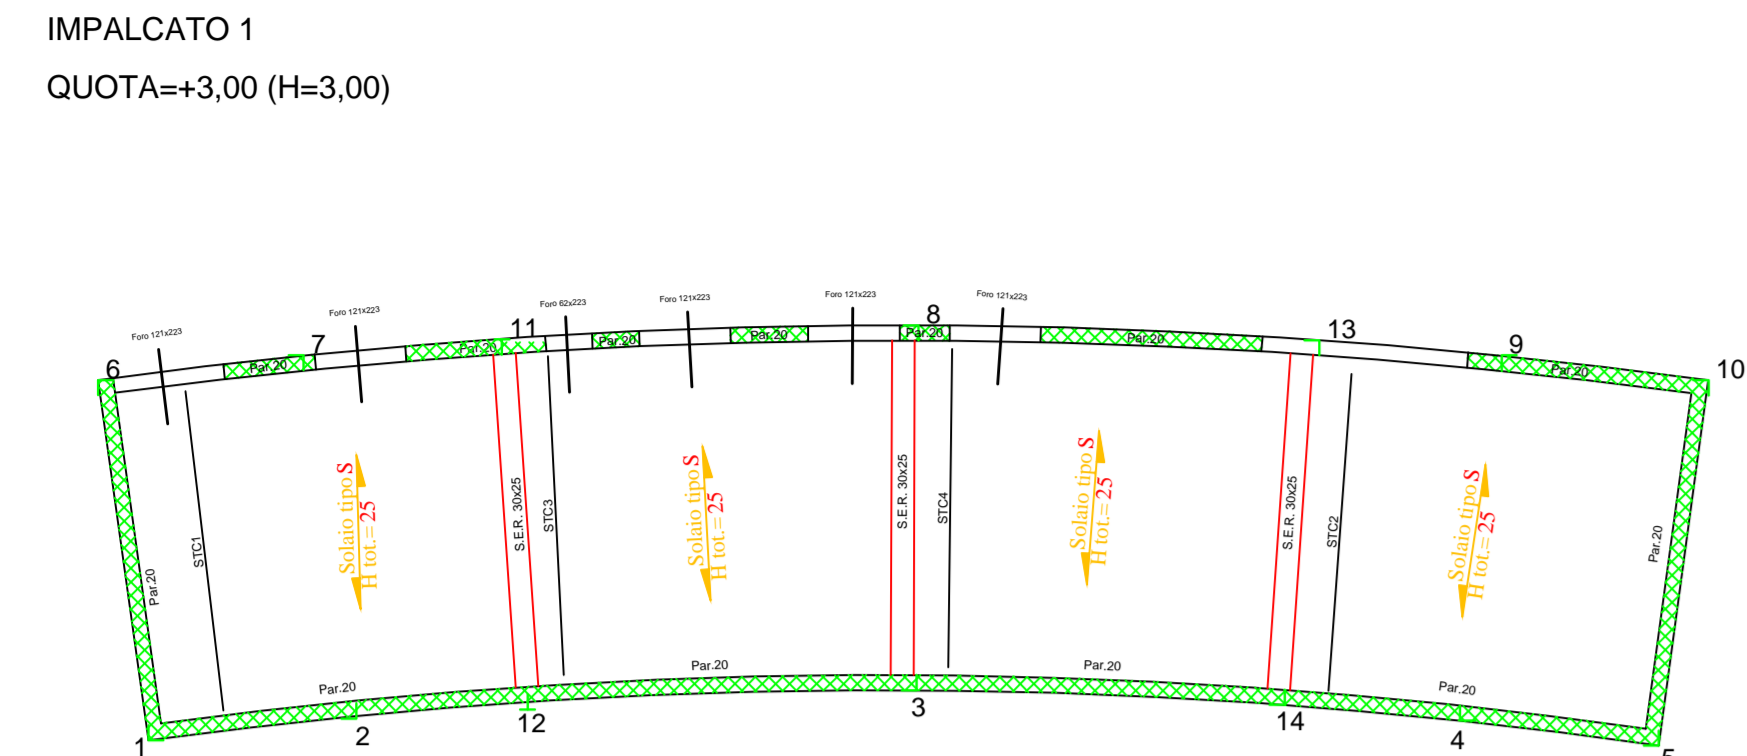 IMPALCATO 1
QUOTA=+3,00 (H=3,00)
Foro 121x223
Foro 121x223
Foro 62x223
Foro 121x223
Foro 121x223
Foro 121x223
6
7
11
8
13
9
10
Par.20
Par.20
Par.20
Par.20
Par.20
Par.20
Par.20
Par.20
STC1
Solaio tipo S
H tot.= 25
S.E.R. 30x25
STC3
Solaio tipo S
H tot.= 25
S.E.R. 30x25
STC4
Solaio tipo S
H tot.= 25
S.E.R. 30x25
STC2
Solaio tipo S
H tot.= 25
Par.20
Par.20
Par.20
Par.20
Par.20
1
2
12
3
14
4
5